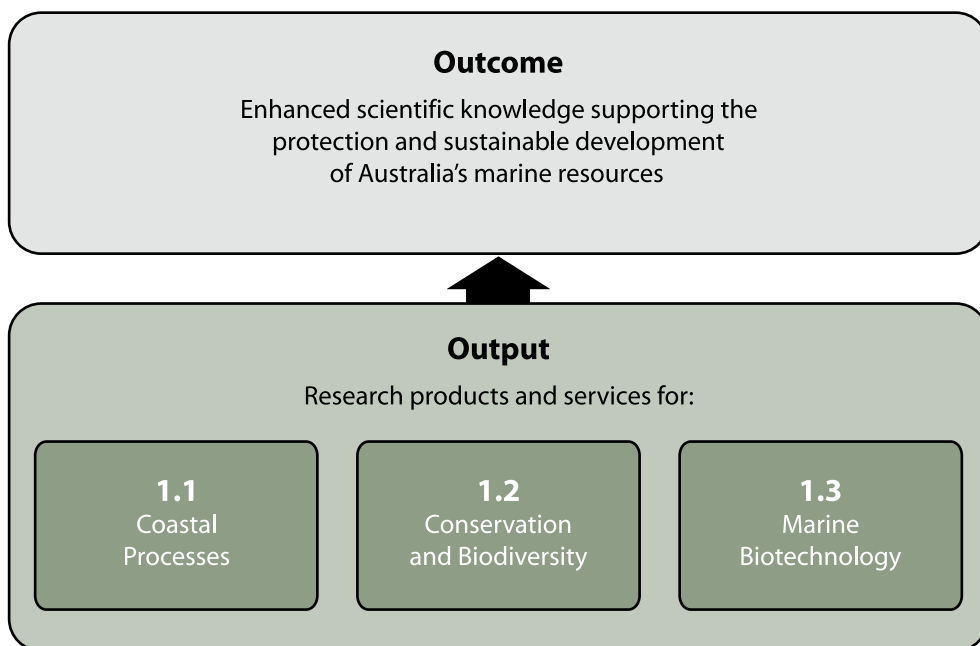 Outcome
Enhanced scientific knowledge supporting the
protection and sustainable development
of Australia’s marine resources
Output
Research products and services for:
1.1
Coastal
Processes
1.2
Conservation
and Biodiversity
1.3
Marine
Biotechnology